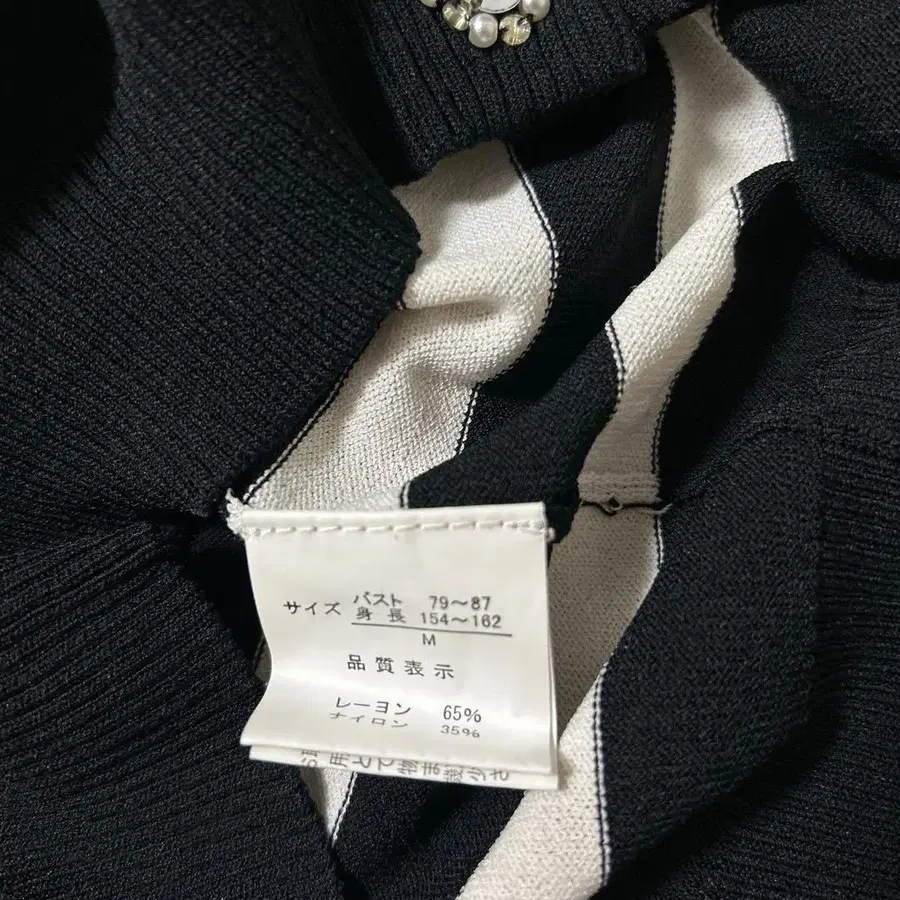 サイズ バスト 79～87
身長 154～162
M
品質表示
レーヨン 65%
ナイロン 35%